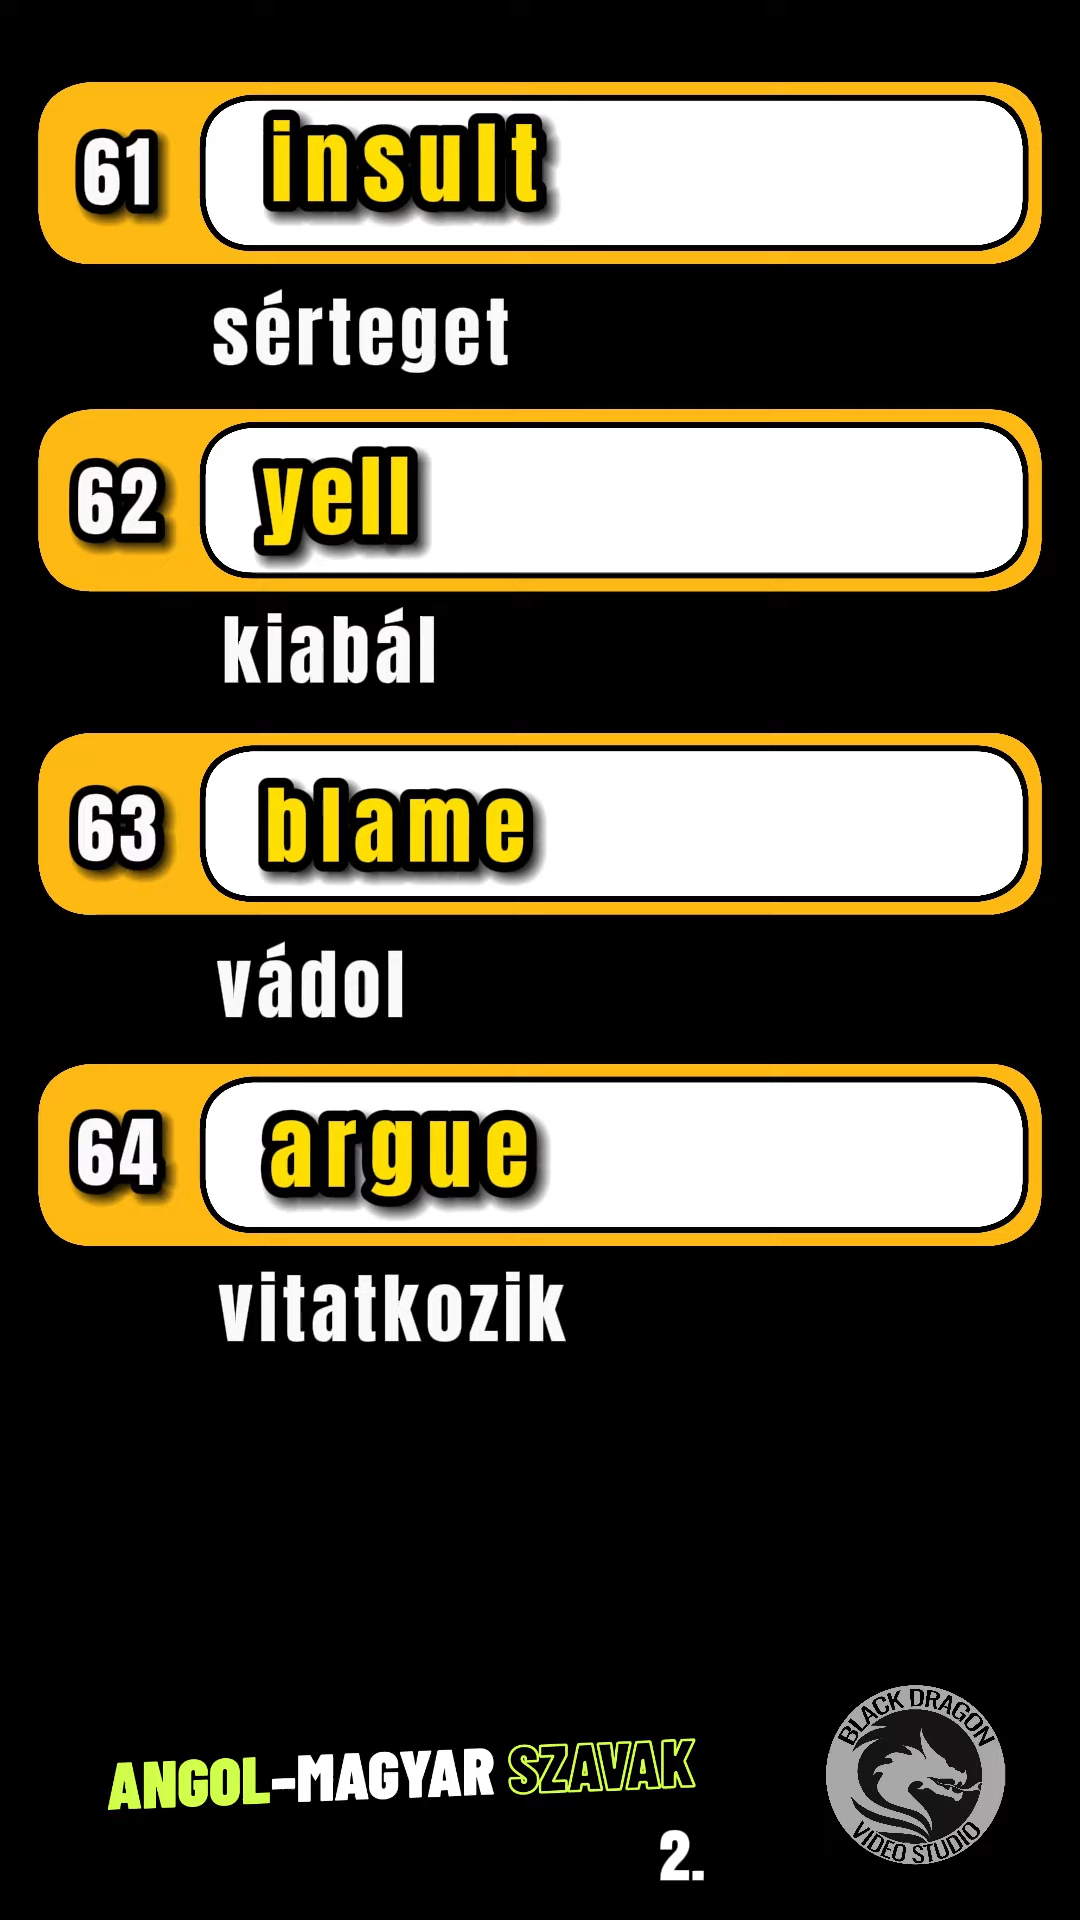 61 insult
sérteget
62 yell
kiabál
63 blame
vádol
64 argue
vitatkozik
ANGOL-MAGYAR SZAVAK
2.
BLACK DRAGON
VIDEO STUDIO